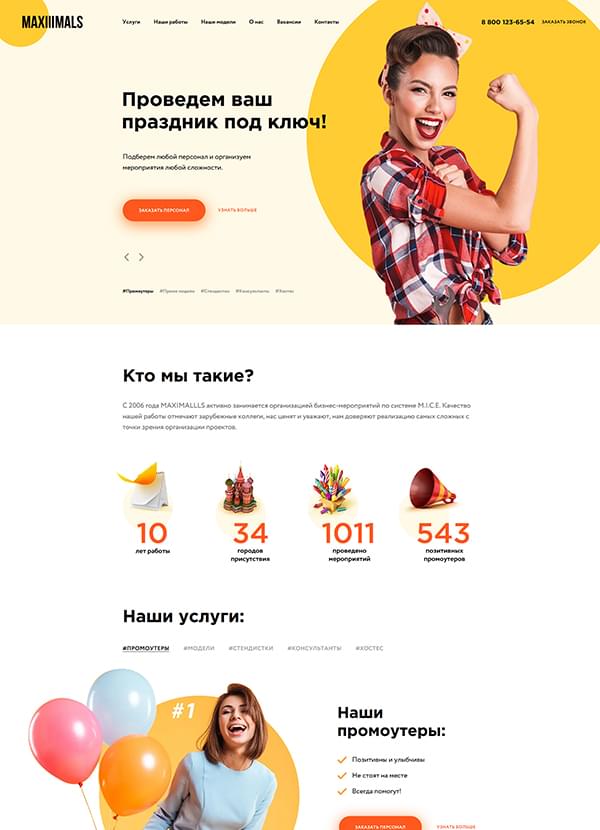 MAXIIIMALS
Услуги Наши работы Наши модели О нас Вакансии Контакты
8 800 123-65-54 ЗАКАЗАТЬ ЗВОНОК
Проведем ваш
праздник под ключ!
Подберем любой персонал и организуем
мероприятия любой сложности.
ЗАКАЗАТЬ ПЕРСОНАЛ УЗНАТЬ БОЛЬШЕ
#Промоутеры #Промо модели #Стендистки #Консультанты #Хостес
Кто мы такие?
С 2006 года MAXIMALLLS активно занимается организацией бизнес-мероприятий по системе M.I.C.E. Качество
нашей работы отмечают зарубежные коллеги, нас ценят и уважают, нам доверяют реализацию самых сложных с
точки зрения организации проектов.
10 34 1011 543
лет работы городов проведено позитивных
присутствия мероприятий промоутеров
Наши услуги:
#ПРОМОУТЕРЫ #МОДЕЛИ #СТЕНДИСТКИ #КОНСУЛЬТАНТЫ #ХОСТЕС
#1
Наши
промоутеры:
Позитивны и улыбчивы
Не стоят на месте
Всегда помогут!
ЗАКАЗАТЬ ПЕРСОНАЛ УЗНАТЬ БОЛЬШЕ